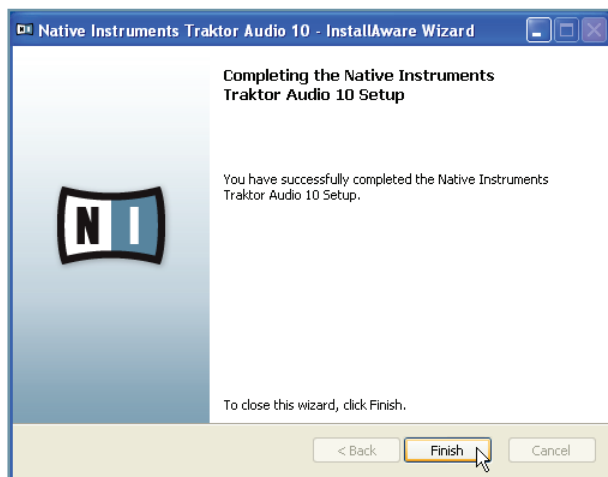 Native Instruments Traktor Audio 10 - InstallAware Wizard
Completing the Native Instruments
Traktor Audio 10 Setup
You have successfully completed the Native Instruments
Traktor Audio 10 Setup.
N I
To close this wizard, click Finish.
< Back Finish Cancel